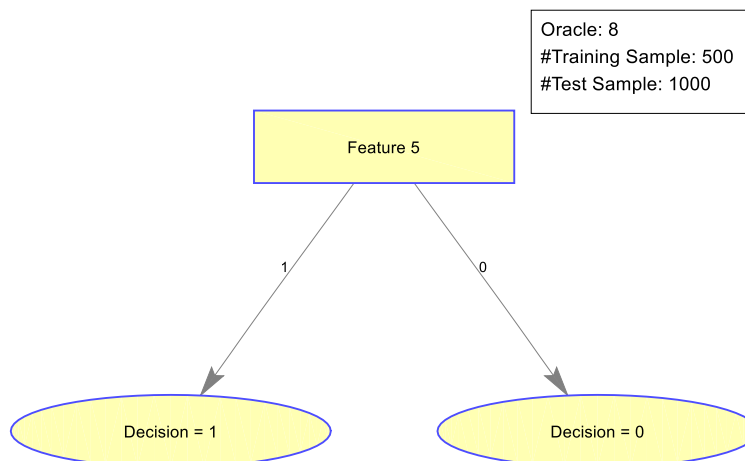 Oracle: 8
#Training Sample: 500
#Test Sample: 1000
Feature 5
1
0
Decision = 1
Decision = 0